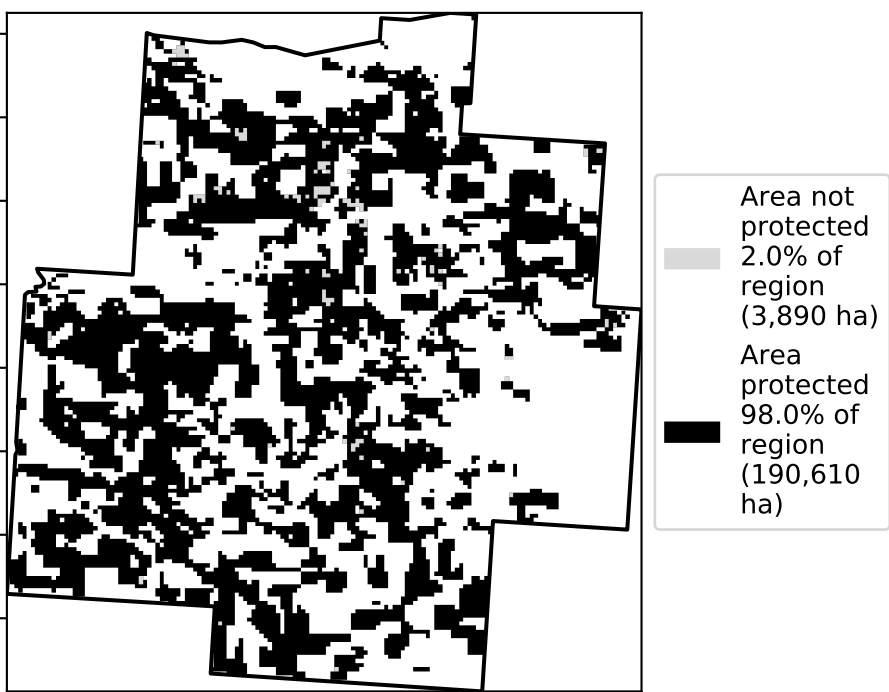 Area not
protected
2.0% of
region
(3,890 ha)
Area
protected
98.0% of
region
(190,610
ha)